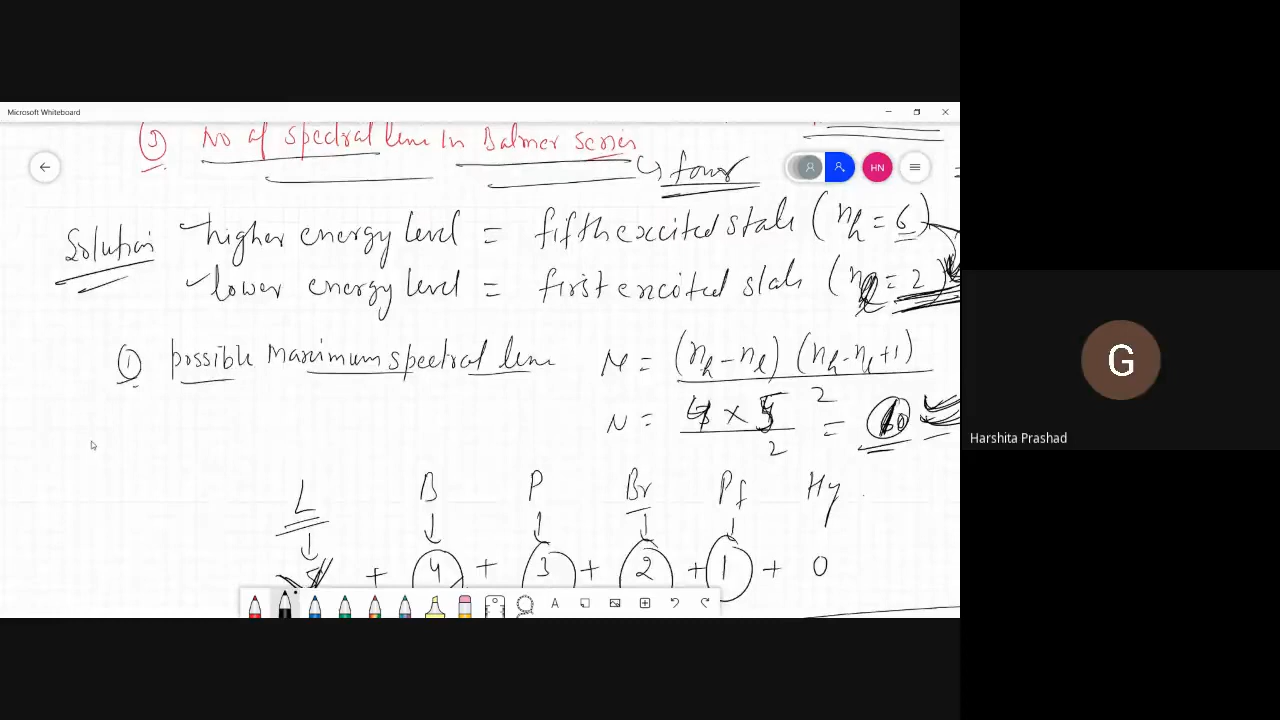 Microsoft Whiteboard
③ No of spectral line in Balmer series
↳ four
HN
Solution higher energy level = fifth excited state (nh = 6)
lower energy level = first excited state (nl = 2)
① possible maximum spectral line N = (nh - nl) (nh - nl + 1)
2
N = 4 × 5
2 = 10
L B P Br Pf Hy
+ 4 + 3 + 2 + 1 + 0
A
G
Harshita Prashad